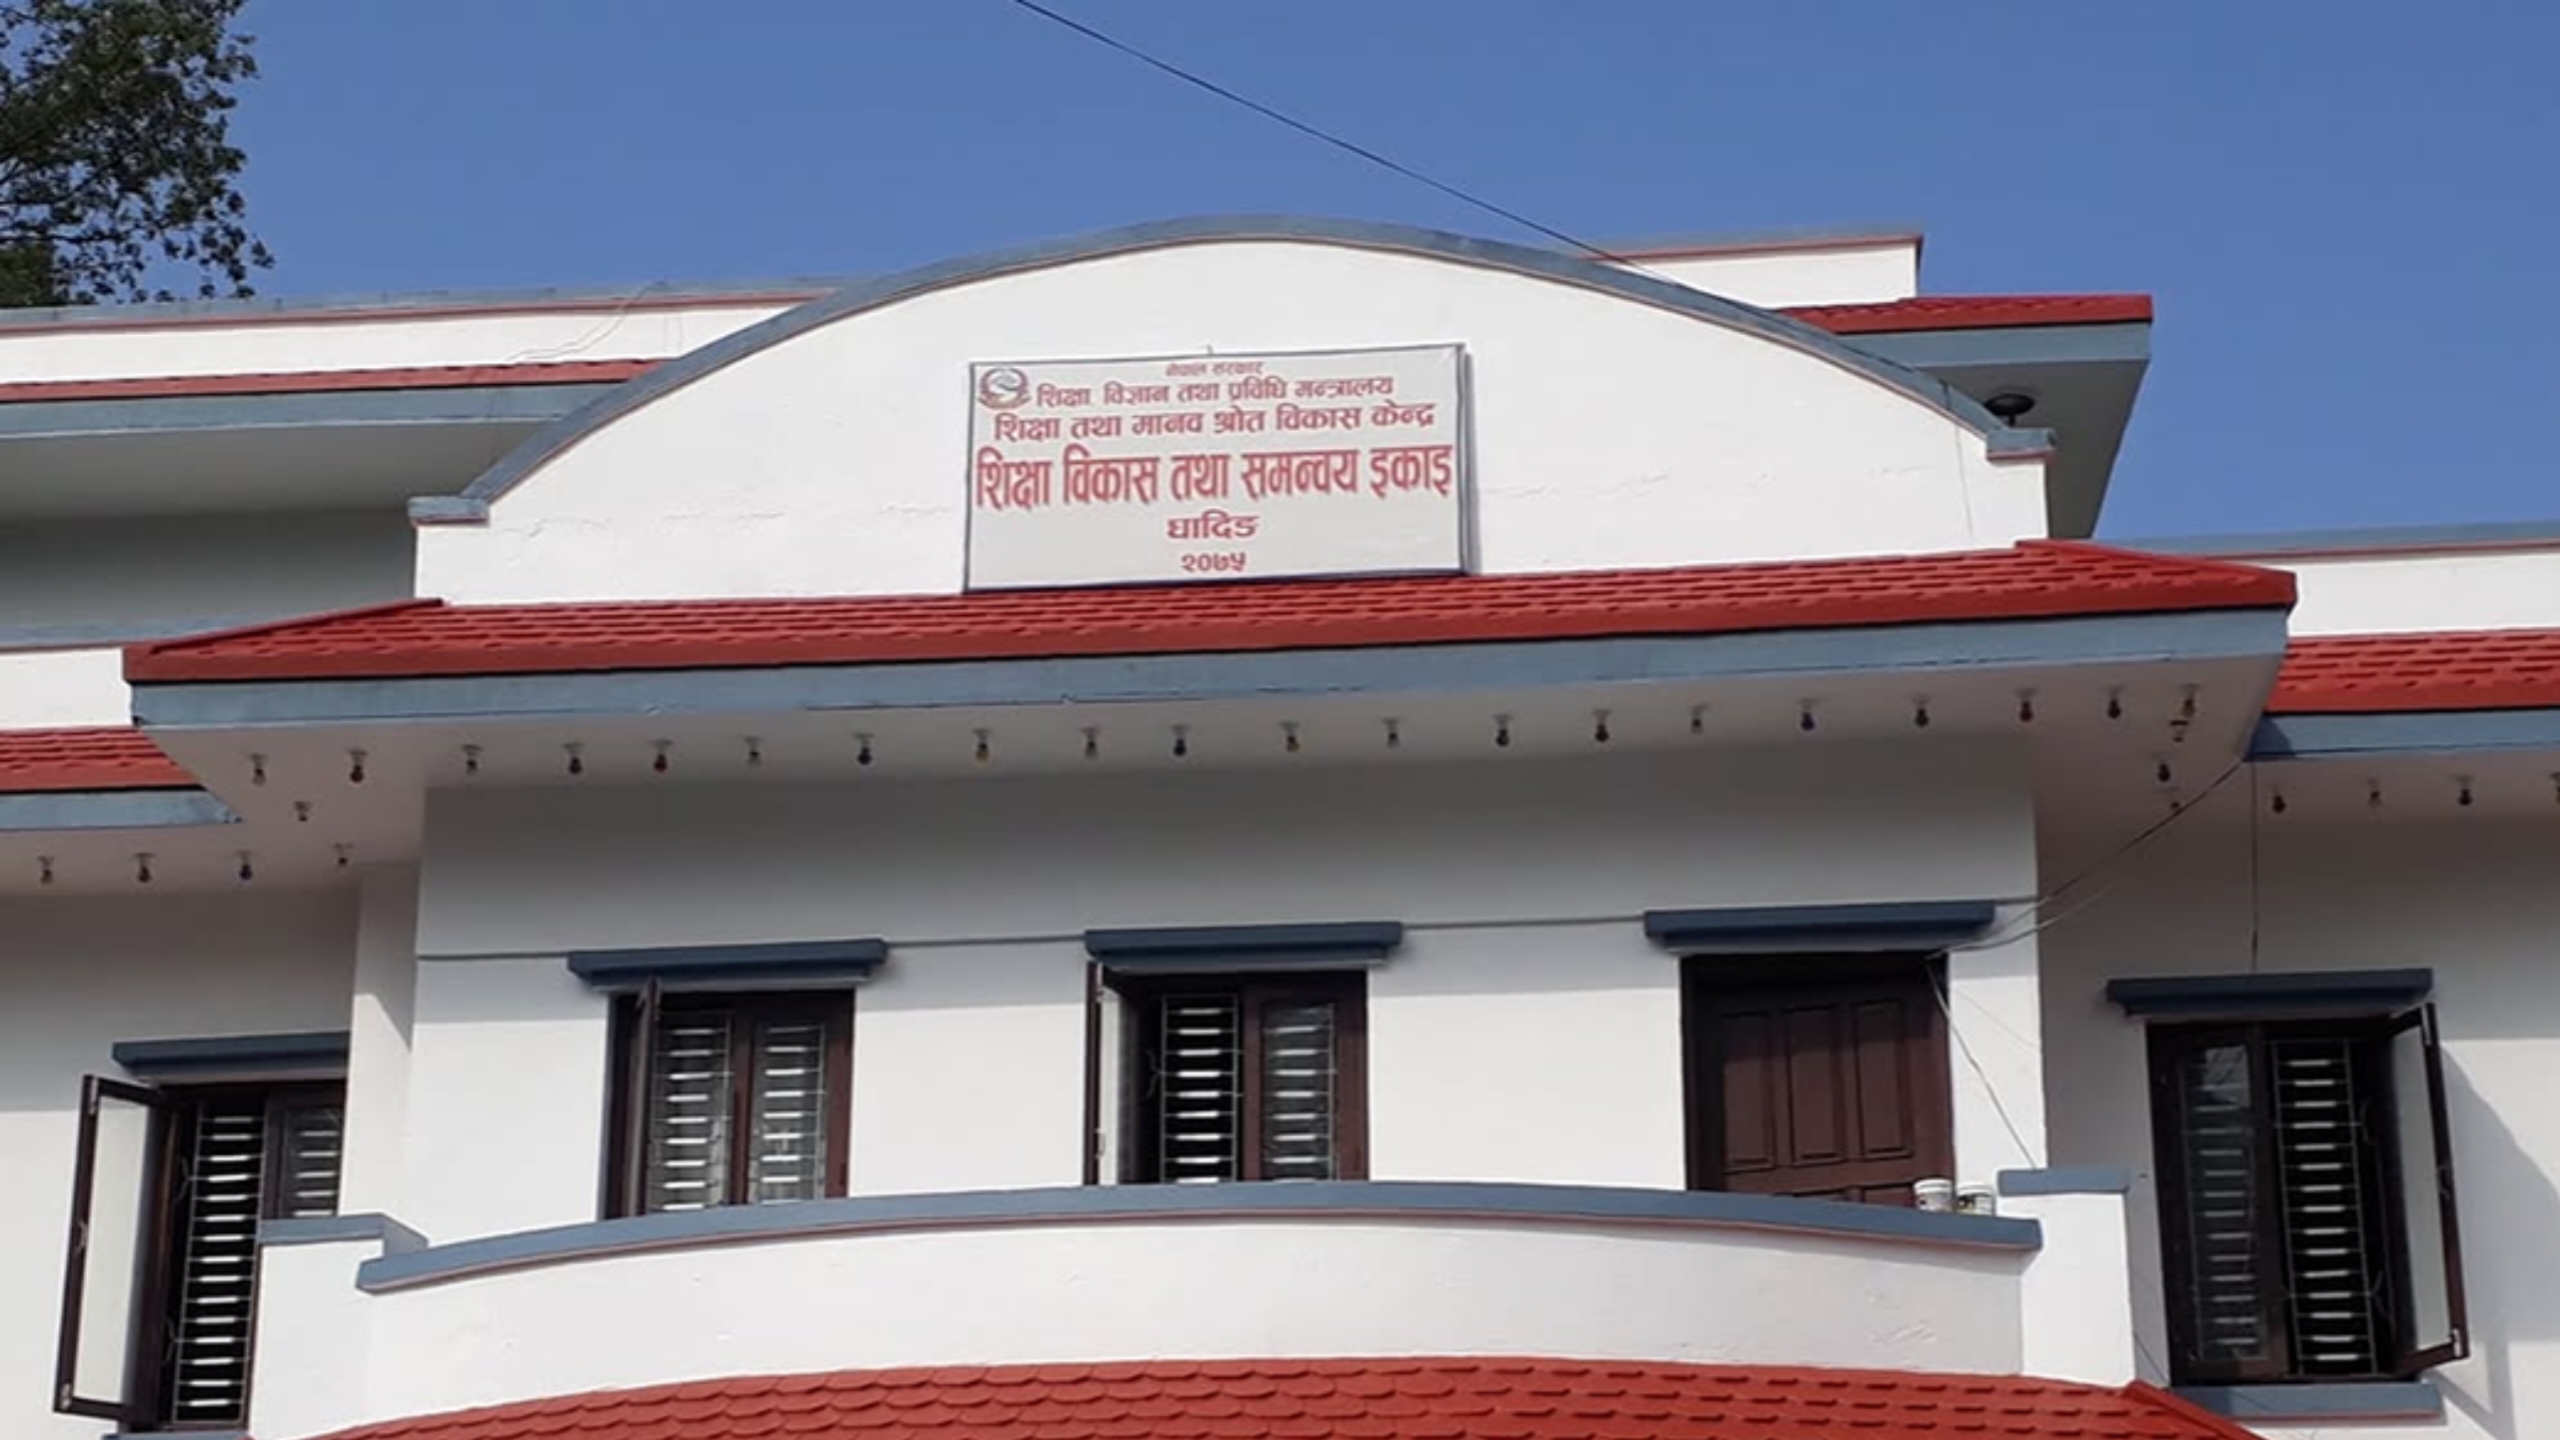 नेपाल सरकार
शिक्षा विज्ञान तथा प्रविधि मन्त्रालय
शिक्षा तथा मानव श्रोत विकास केन्द्र
शिक्षा विकास तथा समन्वय इकाइ
धादिङ
२०७५